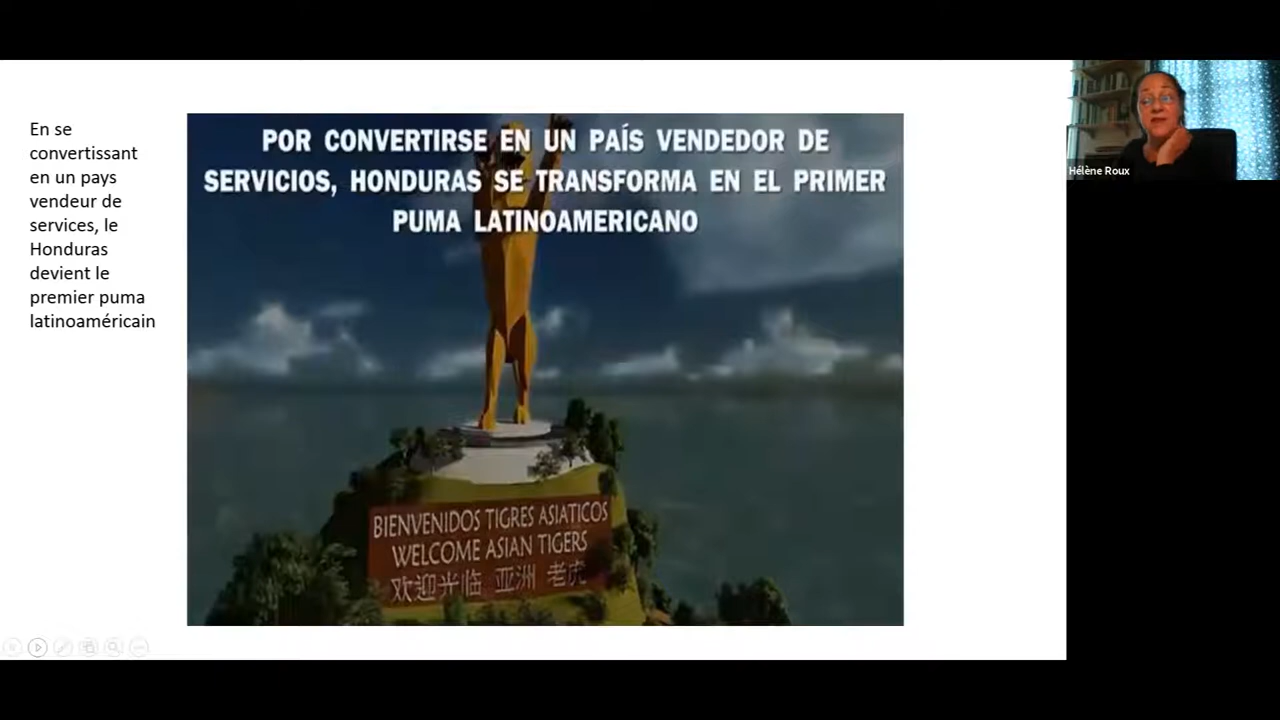 En se
convertissant
en un pays
vendeur de
services, le
Honduras
devient le
premier puma
latinoaméricain
POR CONVERTIRSE EN UN PAÍS VENDEDOR DE
SERVICIOS, HONDURAS SE TRANSFORMA EN EL PRIMER
PUMA LATINOAMERICANO
BIENVENIDOS TIGRES ASIATICOS
WELCOME ASIAN TIGERS
欢迎光临 亚洲 老虎
Hélène Roux